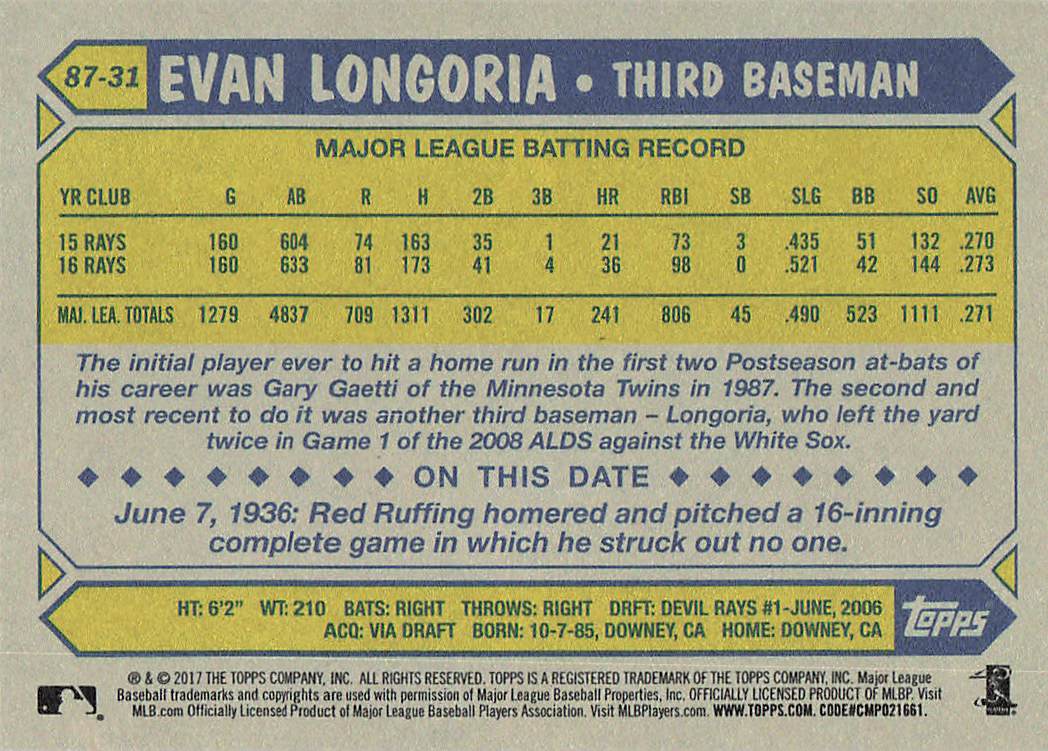 87-31 EVAN LONGORIA • THIRD BASEMAN
MAJOR LEAGUE BATTING RECORD
YR CLUB G AB R H 2B 3B HR RBI SB SLG BB SO AVG
15 RAYS 160 604 74 163 35 1 21 73 3 .435 51 132 .270
16 RAYS 160 633 81 173 41 4 36 98 0 .521 42 144 .273
MAJ. LEA. TOTALS 1279 4837 709 1311 302 17 241 806 45 .490 523 1111 .271
The initial player ever to hit a home run in the first two Postseason at-bats of
his career was Gary Gaetti of the Minnesota Twins in 1987. The second and
most recent to do it was another third baseman – Longoria, who left the yard
twice in Game 1 of the 2008 ALDS against the White Sox.
ON THIS DATE
June 7, 1936: Red Ruffing homered and pitched a 16-inning
complete game in which he struck out no one.
HT: 6'2" WT: 210 BATS: RIGHT THROWS: RIGHT DRFT: DEVIL RAYS #1-JUNE, 2006
ACQ: VIA DRAFT BORN: 10-7-85, DOWNEY, CA HOME: DOWNEY, CA
topps
® & © 2017 THE TOPPS COMPANY, INC. ALL RIGHTS RESERVED. TOPPS IS A REGISTERED TRADEMARK OF THE TOPPS COMPANY, INC. Major League
Baseball trademarks and copyrights are used with permission of Major League Baseball Properties, Inc. OFFICIALLY LICENSED PRODUCT OF MLBP. Visit
MLB.com Officially Licensed Product of Major League Baseball Players Association. Visit MLBPlayers.com. WWW.TOPPS.COM. CODE#CMP021661.